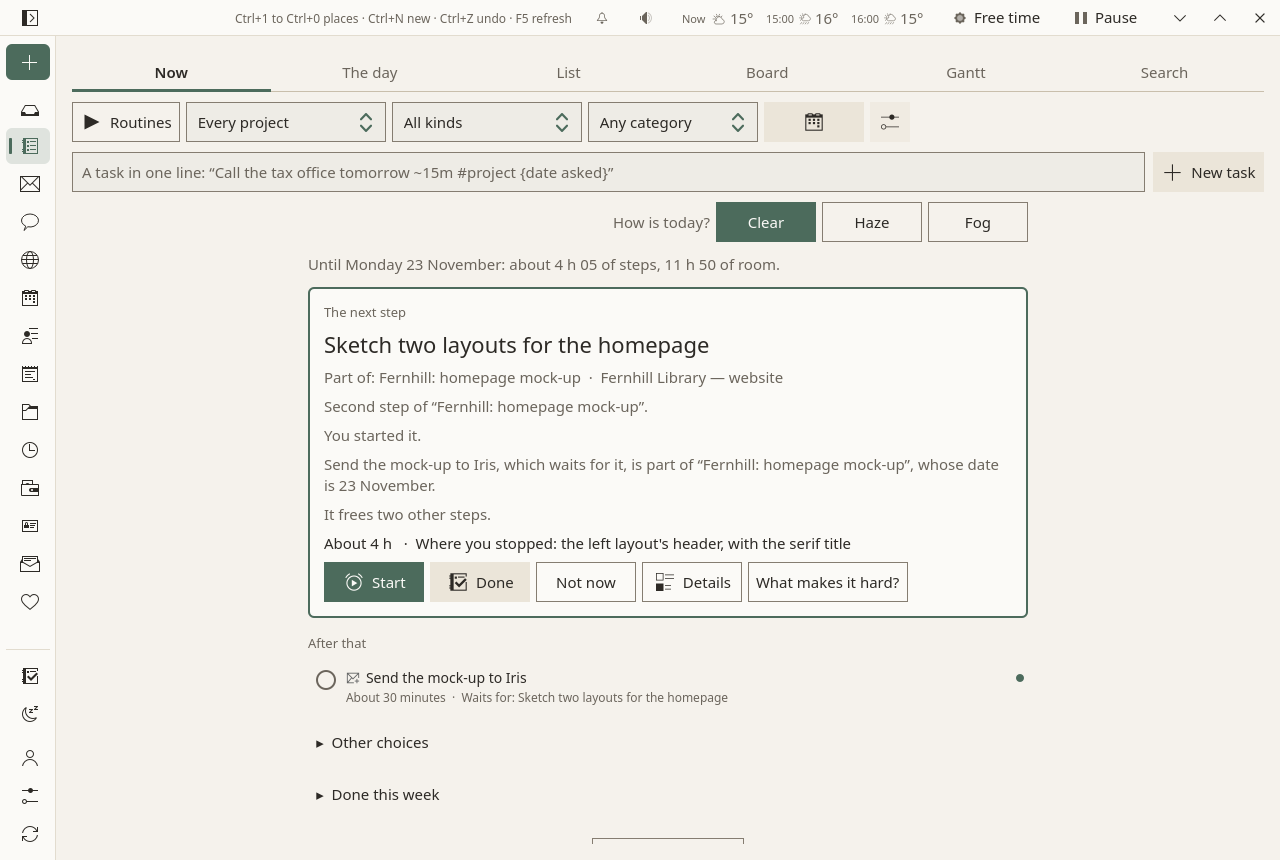 Ctrl+1 to Ctrl+0 places · Ctrl+N new · Ctrl+Z undo · F5 refresh
Now 15° 15:00 16° 16:00 15°
Free time
Pause
Now
The day
List
Board
Gantt
Search
Routines
Every project
All kinds
Any category
A task in one line: “Call the tax office tomorrow ~15m #project {date asked}”
New task
How is today?
Clear
Haze
Fog
Until Monday 23 November: about 4 h 05 of steps, 11 h 50 of room.
The next step
Sketch two layouts for the homepage
Part of: Fernhill: homepage mock-up · Fernhill Library — website
Second step of “Fernhill: homepage mock-up”.
You started it.
Send the mock-up to Iris, which waits for it, is part of “Fernhill: homepage mock-up”, whose date
is 23 November.
It frees two other steps.
About 4 h · Where you stopped: the left layout's header, with the serif title
Start
Done
Not now
Details
What makes it hard?
After that
Send the mock-up to Iris
About 30 minutes · Waits for: Sketch two layouts for the homepage
Other choices
Done this week